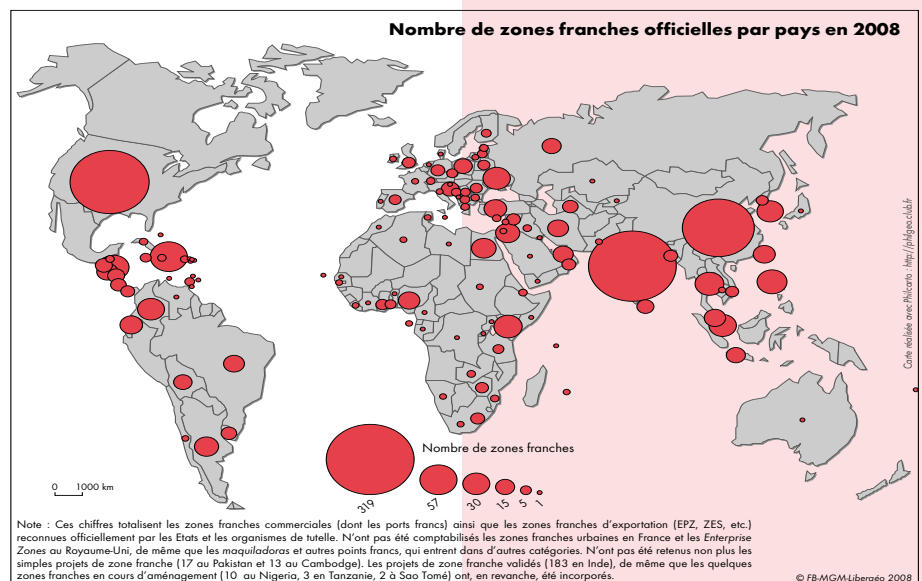 Nombre de zones franches officielles par pays en 2008
Carte réalisée avec Philcarto : http://philgeo.club.fr
Nombre de zones franches
319
57
30
15
5
1
0 1000 km
Note : Ces chiffres totalisent les zones franches commerciales (dont les ports francs) ainsi que les zones franches d'exportation (EPZ, ZES, etc.)
reconnues officiellement par les Etats et les organismes de tutelle. N'ont pas été comptabilisés les zones franches urbaines en France et les Enterprise
Zones au Royaume-Uni, de même que les maquiladoras et autres points francs, qui entrent dans d'autres catégories. N'ont pas été retenus non plus les
simples projets de zone franche (17 au Pakistan et 13 au Cambodge). Les projets de zone franche validés (183 en Inde), de même que les quelques
zones franches en cours d'aménagement (10 au Nigeria, 3 en Tanzanie, 2 à Sao Tomé) ont, en revanche, été incorporés.
© FB-MGM-Libergéo 2008